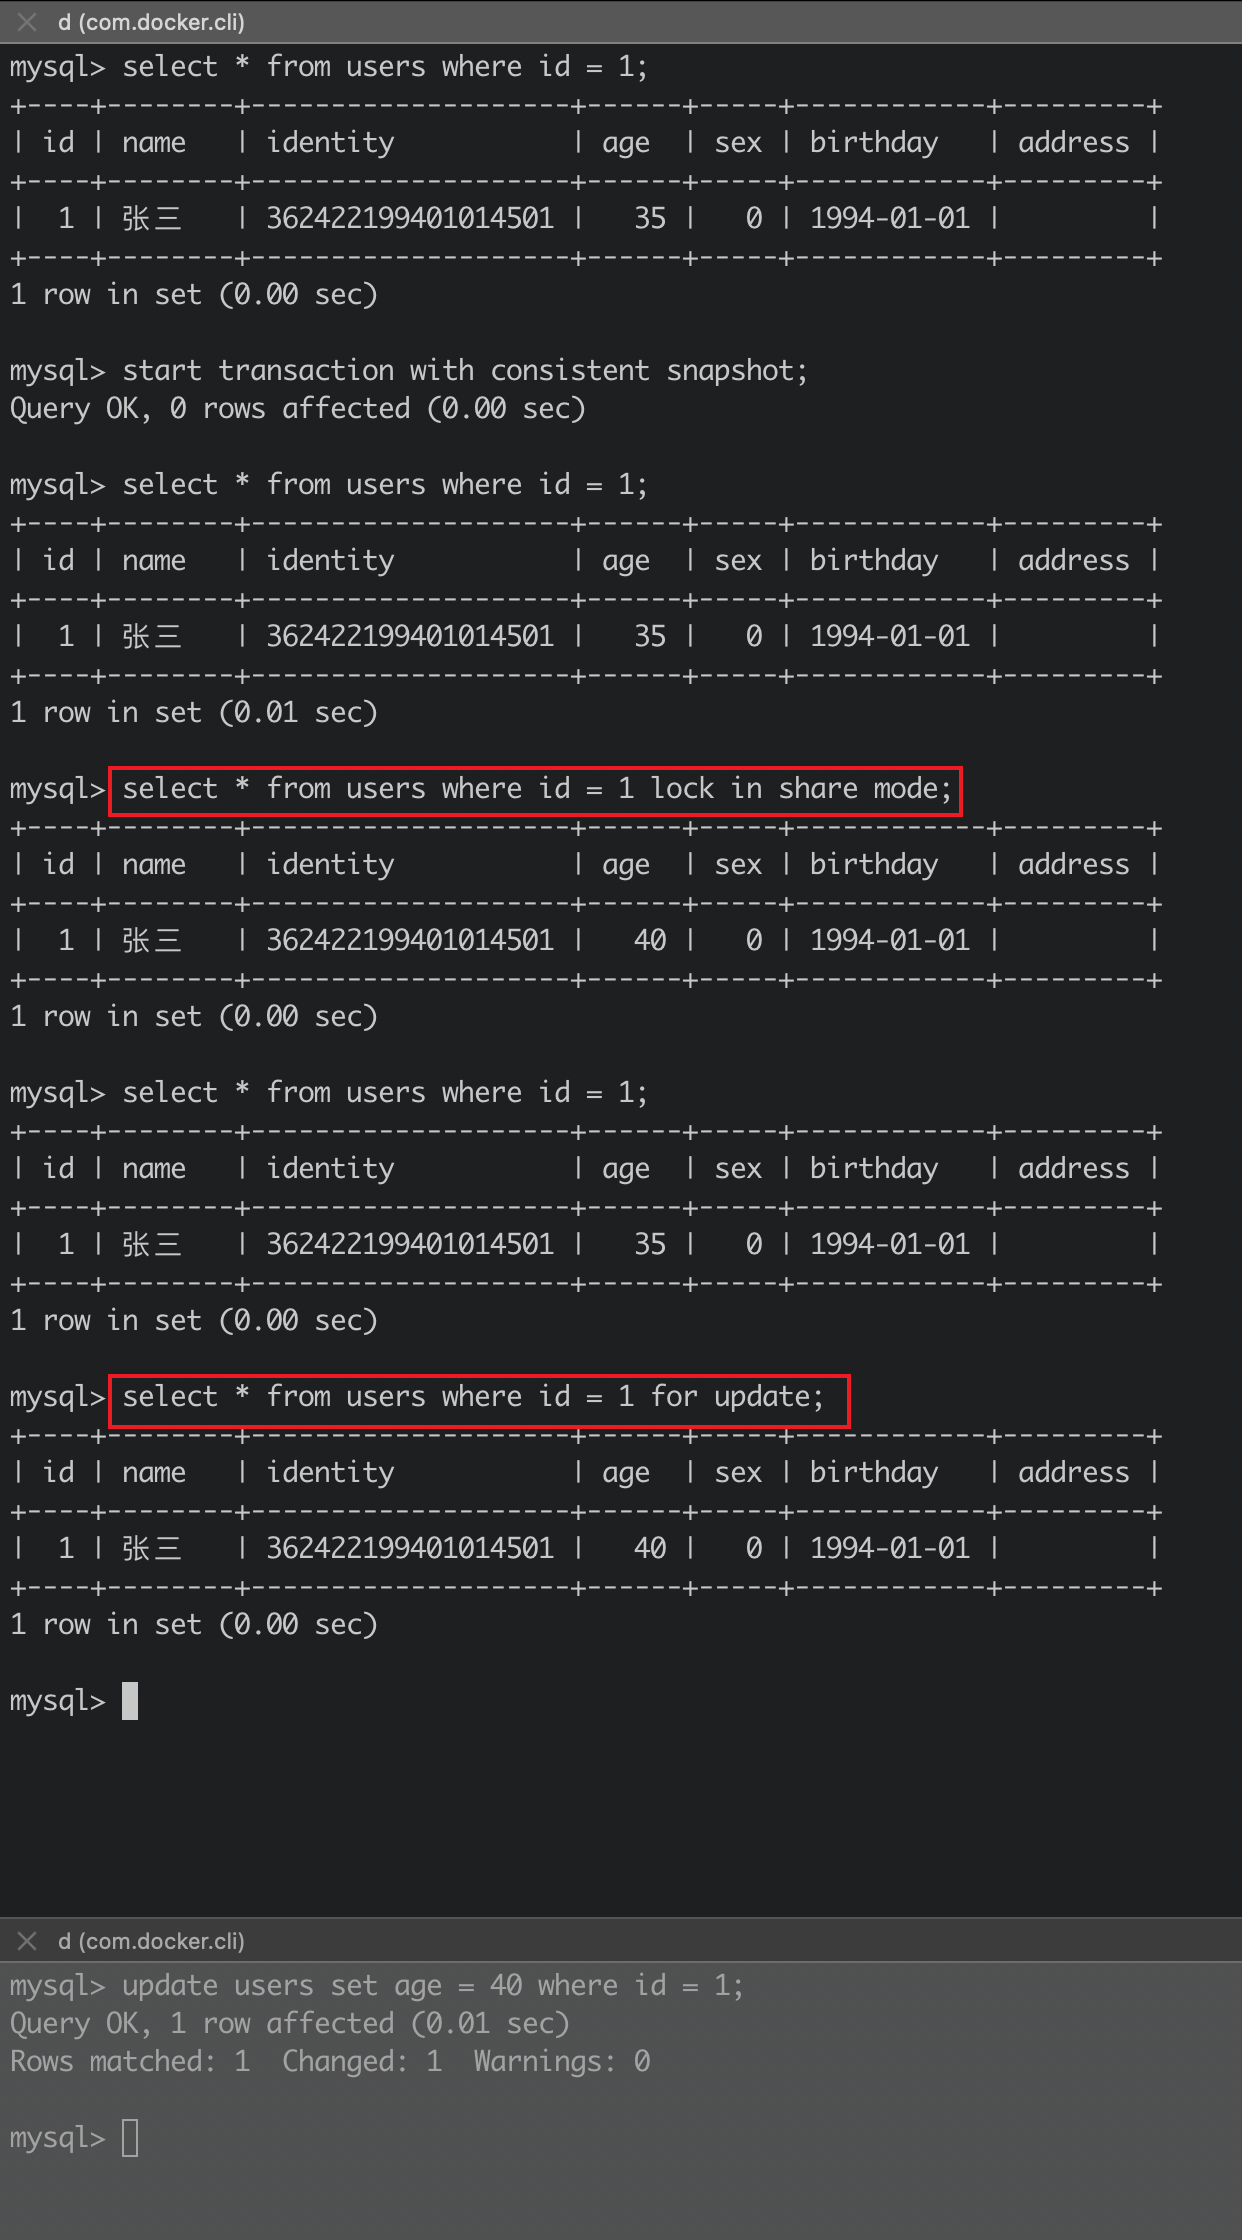 d (com.docker.cli)
mysql> select * from users where id = 1;
+----+--------+--------------------+------+-----+------------+---------+
| id | name   | identity           | age  | sex | birthday   | address |
+----+--------+--------------------+------+-----+------------+---------+
|  1 | 张三   | 362422199401014501 |   35 |   0 | 1994-01-01 |         |
+----+--------+--------------------+------+-----+------------+---------+
1 row in set (0.00 sec)
mysql> start transaction with consistent snapshot;
Query OK, 0 rows affected (0.00 sec)
mysql> select * from users where id = 1;
+----+--------+--------------------+------+-----+------------+---------+
| id | name   | identity           | age  | sex | birthday   | address |
+----+--------+--------------------+------+-----+------------+---------+
|  1 | 张三   | 362422199401014501 |   35 |   0 | 1994-01-01 |         |
+----+--------+--------------------+------+-----+------------+---------+
1 row in set (0.01 sec)
mysql> select * from users where id = 1 lock in share mode;
+----+--------+--------------------+------+-----+------------+---------+
| id | name   | identity           | age  | sex | birthday   | address |
+----+--------+--------------------+------+-----+------------+---------+
|  1 | 张三   | 362422199401014501 |   40 |   0 | 1994-01-01 |         |
+----+--------+--------------------+------+-----+------------+---------+
1 row in set (0.00 sec)
mysql> select * from users where id = 1;
+----+--------+--------------------+------+-----+------------+---------+
| id | name   | identity           | age  | sex | birthday   | address |
+----+--------+--------------------+------+-----+------------+---------+
|  1 | 张三   | 362422199401014501 |   35 |   0 | 1994-01-01 |         |
+----+--------+--------------------+------+-----+------------+---------+
1 row in set (0.00 sec)
mysql> select * from users where id = 1 for update;
+----+--------+--------------------+------+-----+------------+---------+
| id | name   | identity           | age  | sex | birthday   | address |
+----+--------+--------------------+------+-----+------------+---------+
|  1 | 张三   | 362422199401014501 |   40 |   0 | 1994-01-01 |         |
+----+--------+--------------------+------+-----+------------+---------+
1 row in set (0.00 sec)
mysql>
d (com.docker.cli)
mysql> update users set age = 40 where id = 1;
Query OK, 1 row affected (0.01 sec)
Rows matched: 1  Changed: 1  Warnings: 0
mysql>